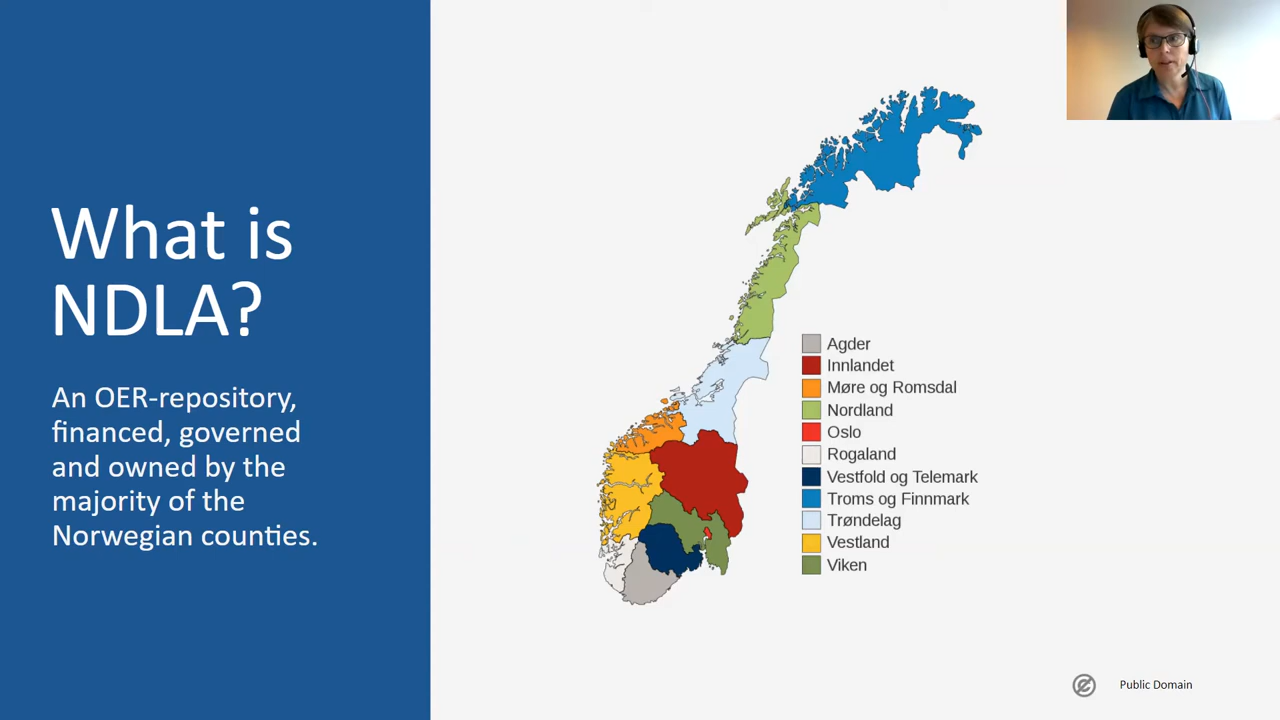 What is
NDLA?
An OER-repository,
financed, governed
and owned by the
majority of the
Norwegian counties.
Agder
Innlandet
Møre og Romsdal
Nordland
Oslo
Rogaland
Vestfold og Telemark
Troms og Finnmark
Trøndelag
Vestland
Viken
Public Domain